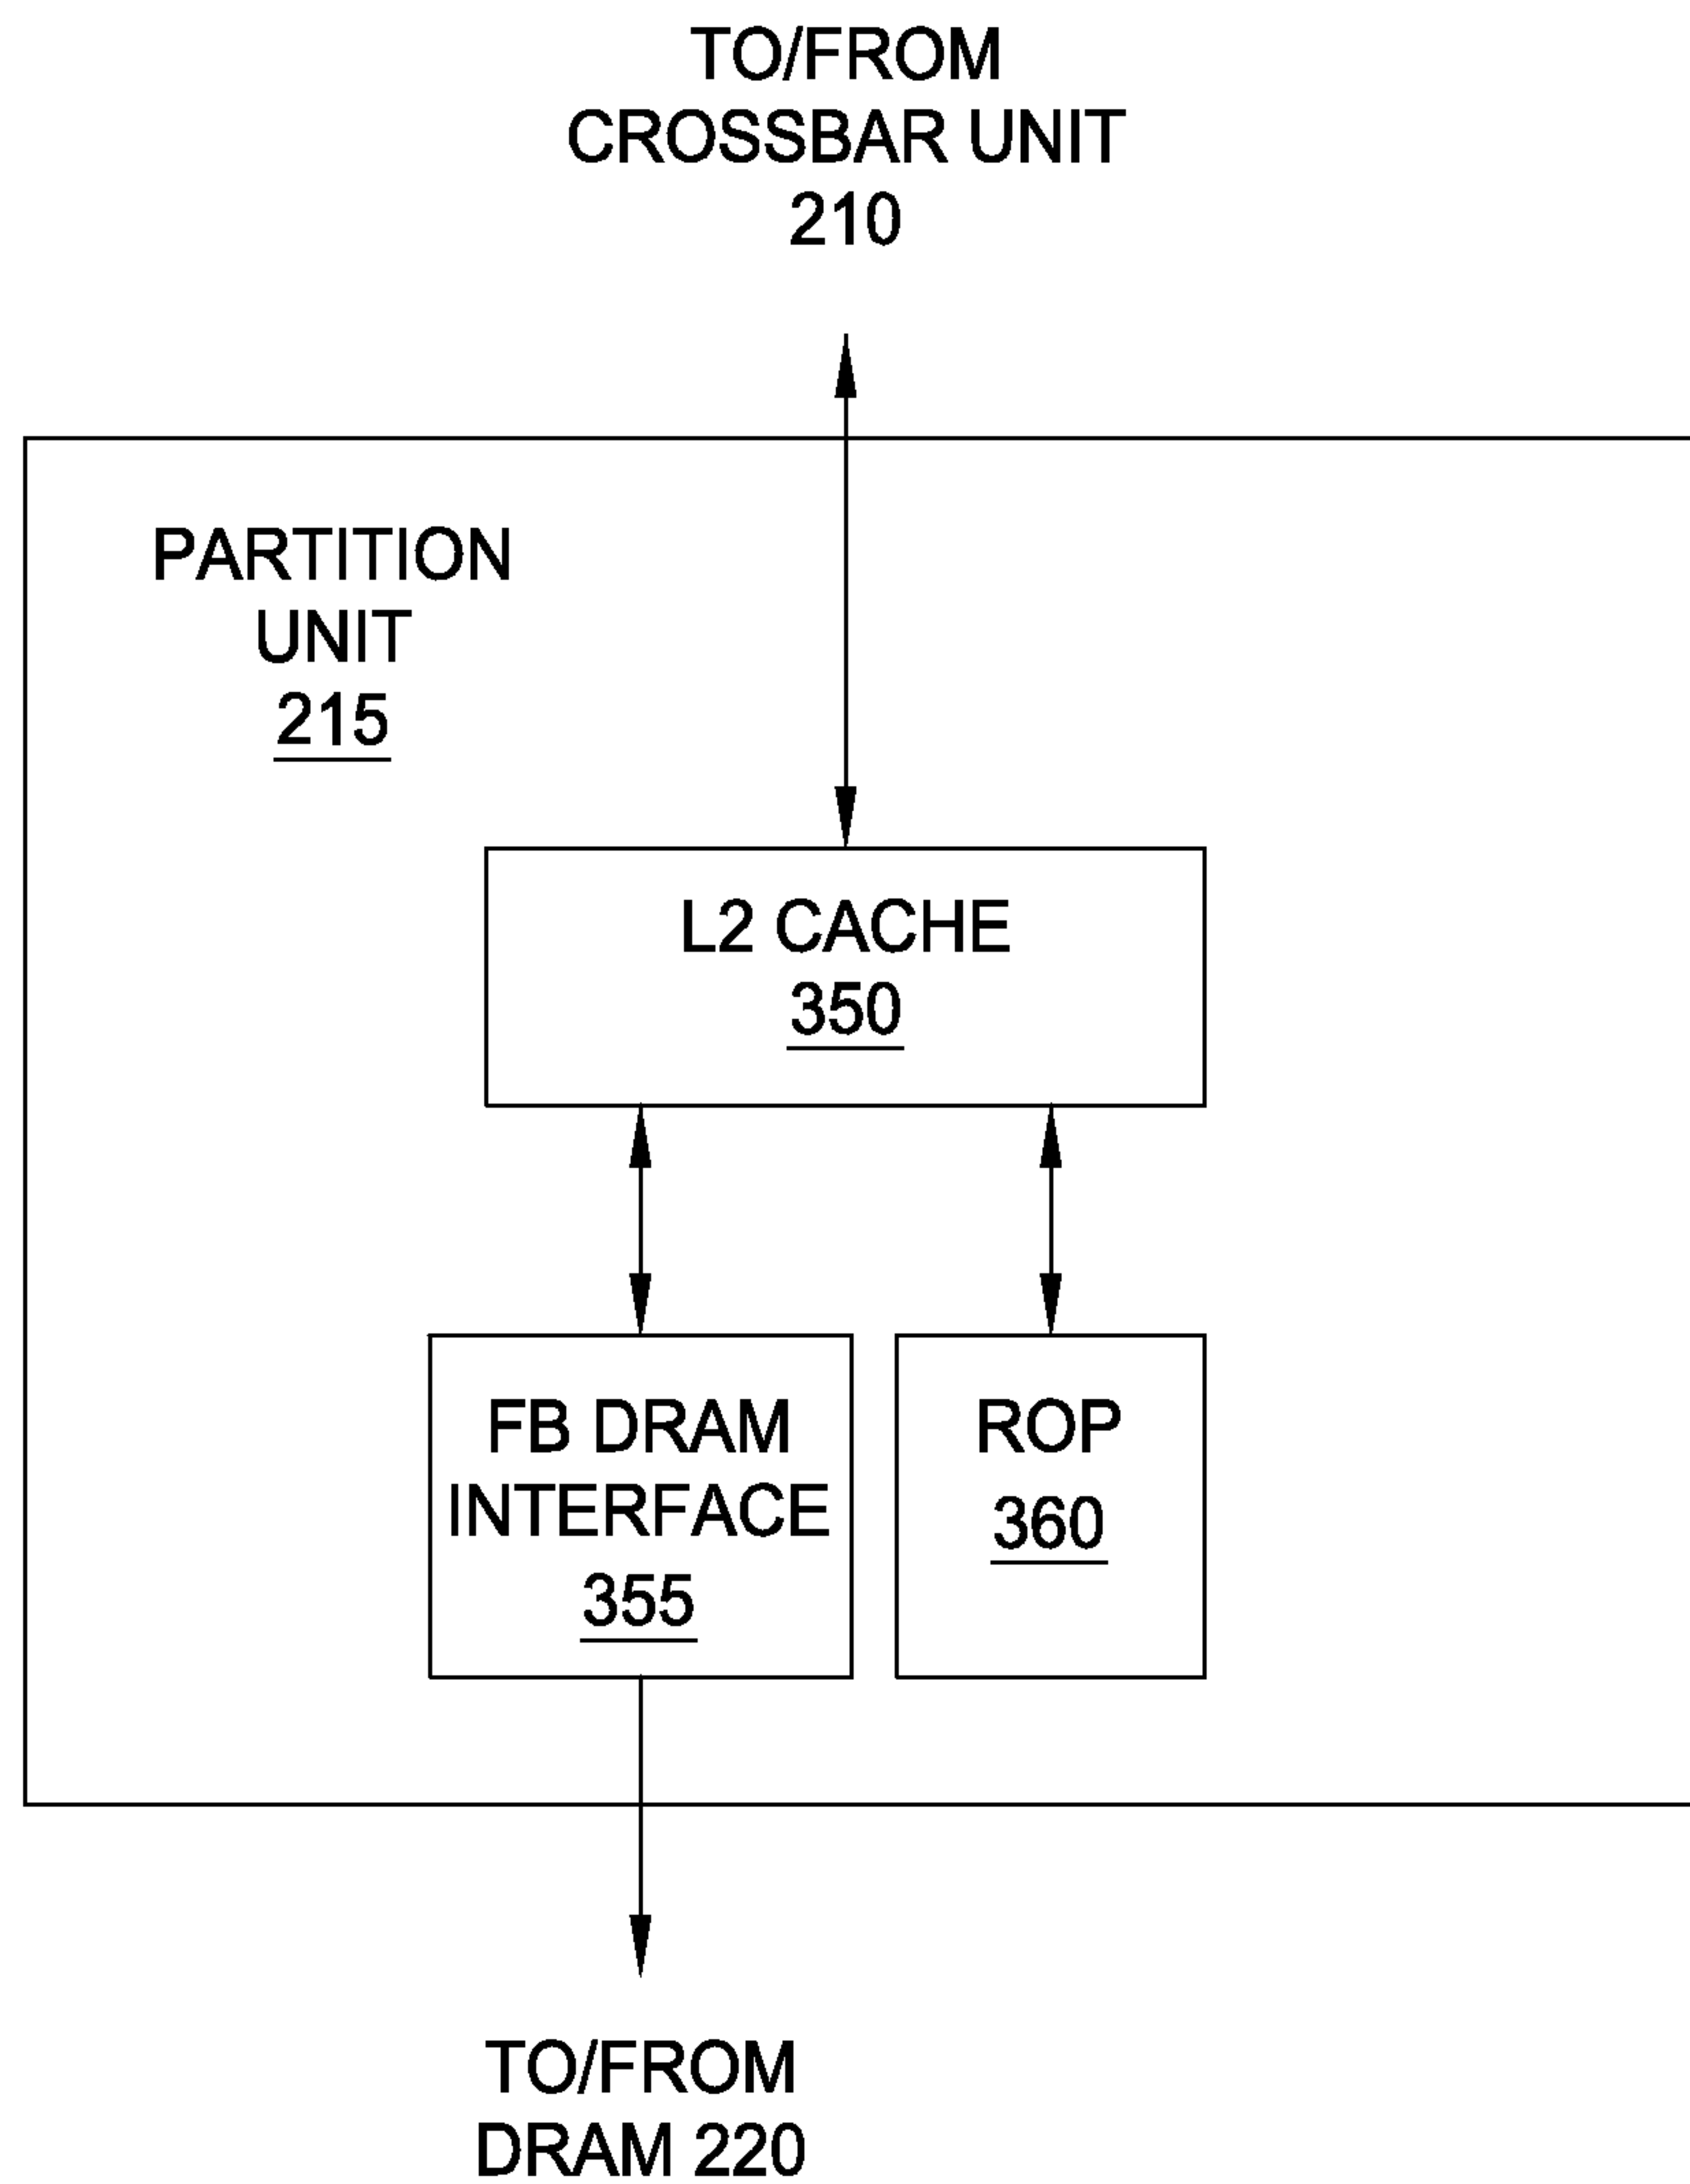 TO/FROM
CROSSBAR UNIT
210
PARTITION
UNIT
215
L2 CACHE
350
FB DRAM
INTERFACE
355
ROP
360
TO/FROM
DRAM 220